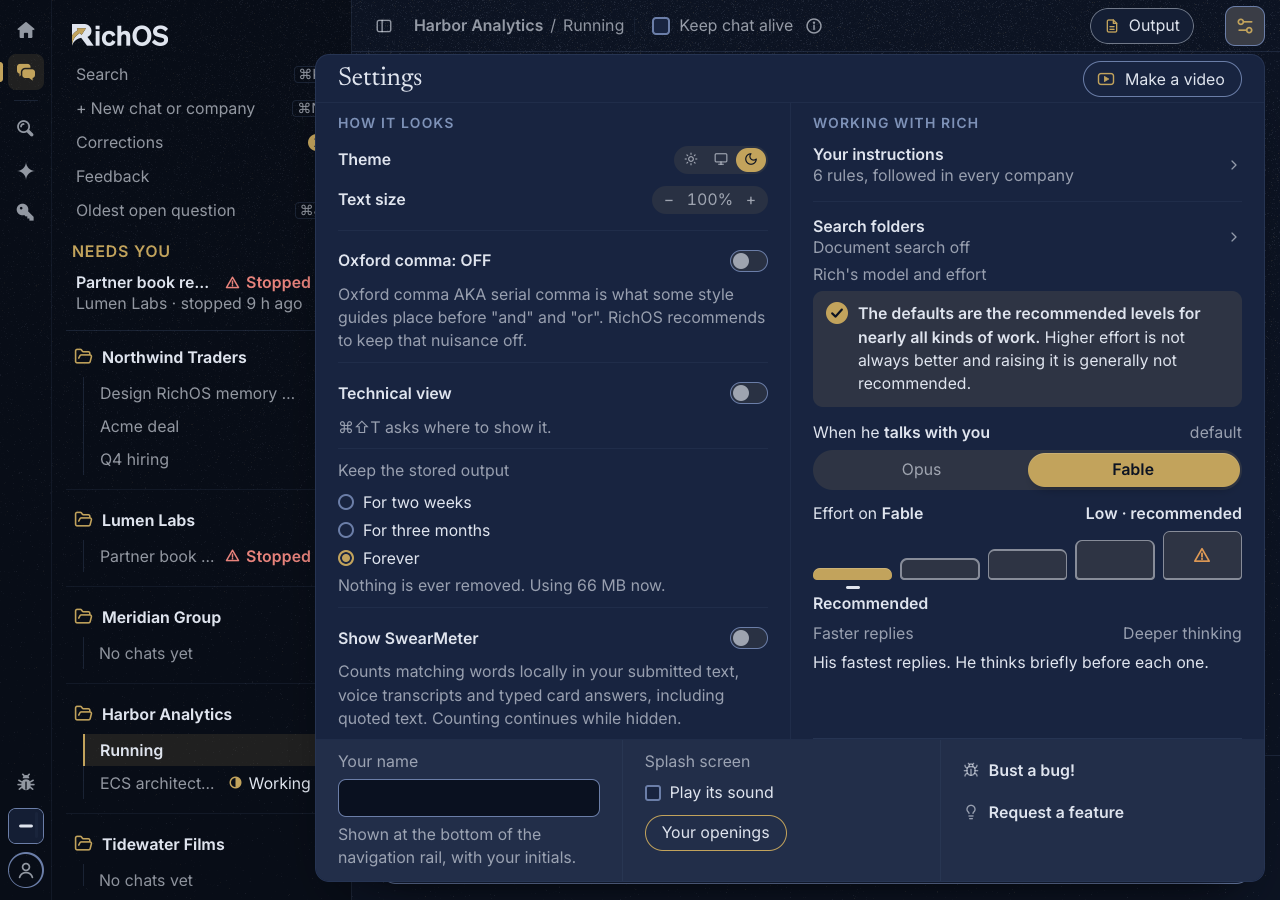 RichOS
Search
+ New chat or company
Corrections
Feedback
Oldest open question
NEEDS YOU
Partner book re... Stopped
Lumen Labs · stopped 9 h ago
Northwind Traders
Design RichOS memory ...
Acme deal
Q4 hiring
Lumen Labs
Partner book ... Stopped
Meridian Group
No chats yet
Harbor Analytics
Running
ECS architect... Working
Tidewater Films
No chats yet
Harbor Analytics / Running
Keep chat alive
Output
Settings
Make a video
HOW IT LOOKS
Theme
Text size
− 100% +
Oxford comma: OFF
Oxford comma AKA serial comma is what some style
guides place before "and" and "or". RichOS recommends
to keep that nuisance off.
Technical view
⌘⇧T asks where to show it.
Keep the stored output
For two weeks
For three months
Forever
Nothing is ever removed. Using 66 MB now.
Show SwearMeter
Counts matching words locally in your submitted text,
voice transcripts and typed card answers, including
quoted text. Counting continues while hidden.
WORKING WITH RICH
Your instructions
6 rules, followed in every company
Search folders
Document search off
Rich's model and effort
The defaults are the recommended levels for
nearly all kinds of work. Higher effort is not
always better and raising it is generally not
recommended.
When he talks with you default
Opus Fable
Effort on Fable Low · recommended
Recommended
Faster replies Deeper thinking
His fastest replies. He thinks briefly before each one.
Your name
Shown at the bottom of the
navigation rail, with your initials.
Splash screen
Play its sound
Your openings
Bust a bug!
Request a feature